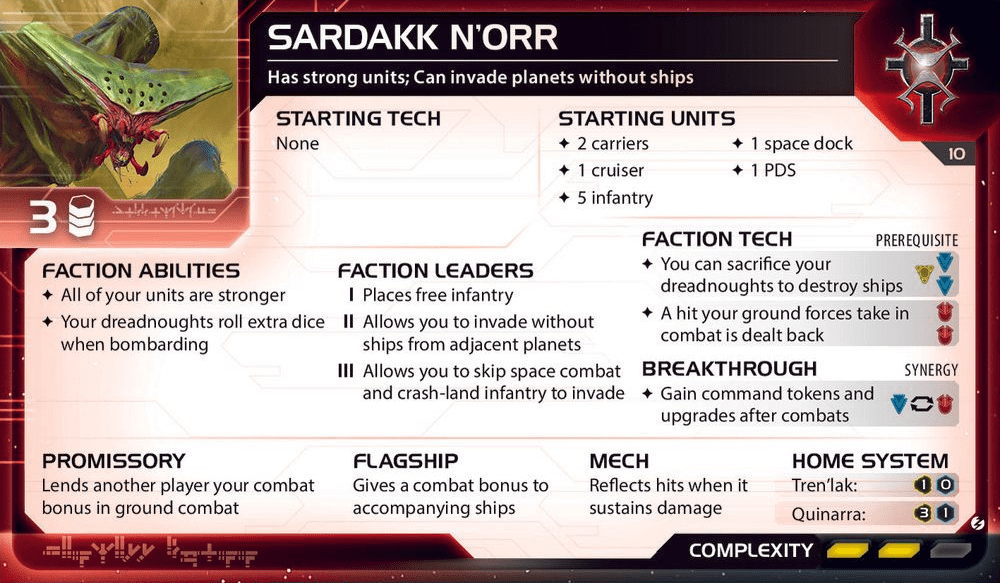 SARDAKK N'ORR
Has strong units; Can invade planets without ships
10
3
STARTING TECH
None
STARTING UNITS
✦ 2 carriers
✦ 1 cruiser
✦ 5 infantry
✦ 1 space dock
✦ 1 PDS
FACTION ABILITIES
✦ All of your units are stronger
✦ Your dreadnoughts roll extra dice
when bombarding
FACTION LEADERS
I Places free infantry
II Allows you to invade without
ships from adjacent planets
III Allows you to skip space combat
and crash-land infantry to invade
FACTION TECH
PREREQUISITE
✦ You can sacrifice your
dreadnoughts to destroy ships
✦ A hit your ground forces take in
combat is dealt back
BREAKTHROUGH
SYNERGY
✦ Gain command tokens and
upgrades after combats
PROMISSORY
Lends another player your combat
bonus in ground combat
FLAGSHIP
Gives a combat bonus to
accompanying ships
MECH
Reflects hits when it
sustains damage
HOME SYSTEM
Tren'lak: 1 0
Quinarra: 3 1
COMPLEXITY